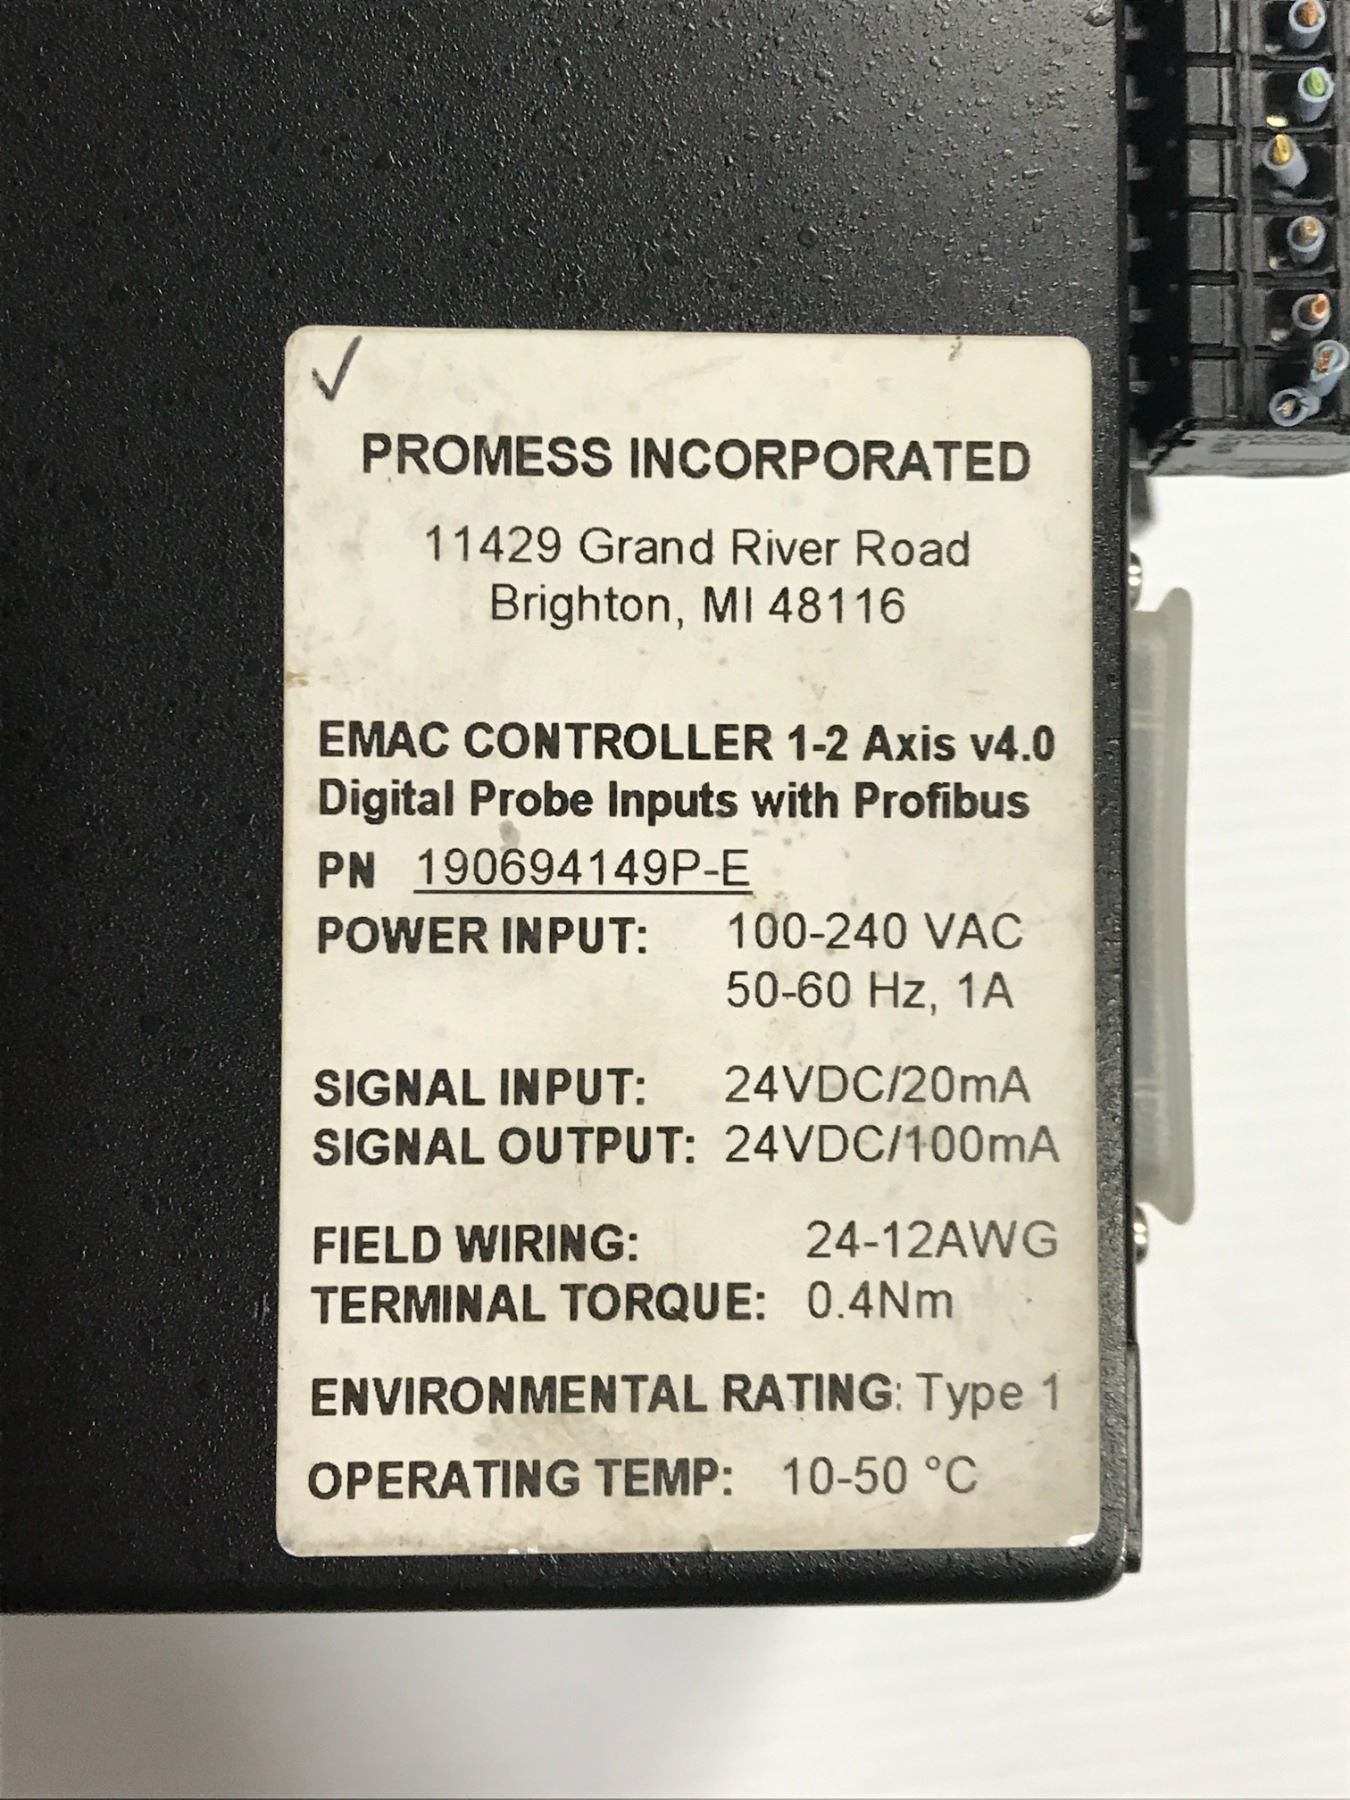 PROMESS INCORPORATED
11429 Grand River Road
Brighton, MI 48116
EMAC CONTROLLER 1-2 Axis v4.0
Digital Probe Inputs with Profibus
PN 190694149P-E
POWER INPUT: 100-240 VAC
50-60 Hz, 1A
SIGNAL INPUT: 24VDC/20mA
SIGNAL OUTPUT: 24VDC/100mA
FIELD WIRING: 24-12AWG
TERMINAL TORQUE: 0.4Nm
ENVIRONMENTAL RATING: Type 1
OPERATING TEMP: 10-50 °C